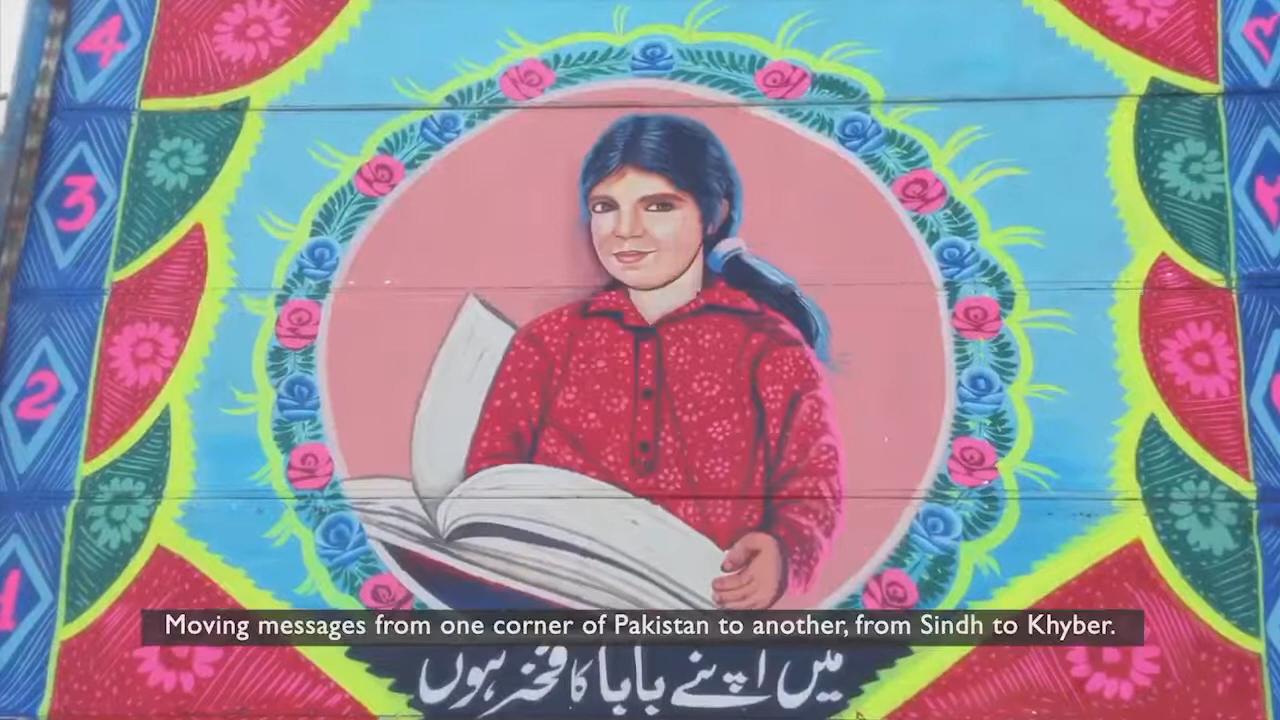 4
3
2
1
Moving messages from one corner of Pakistan to another, from Sindh to Khyber.
میں اپنے بابا کا فخر ہوں